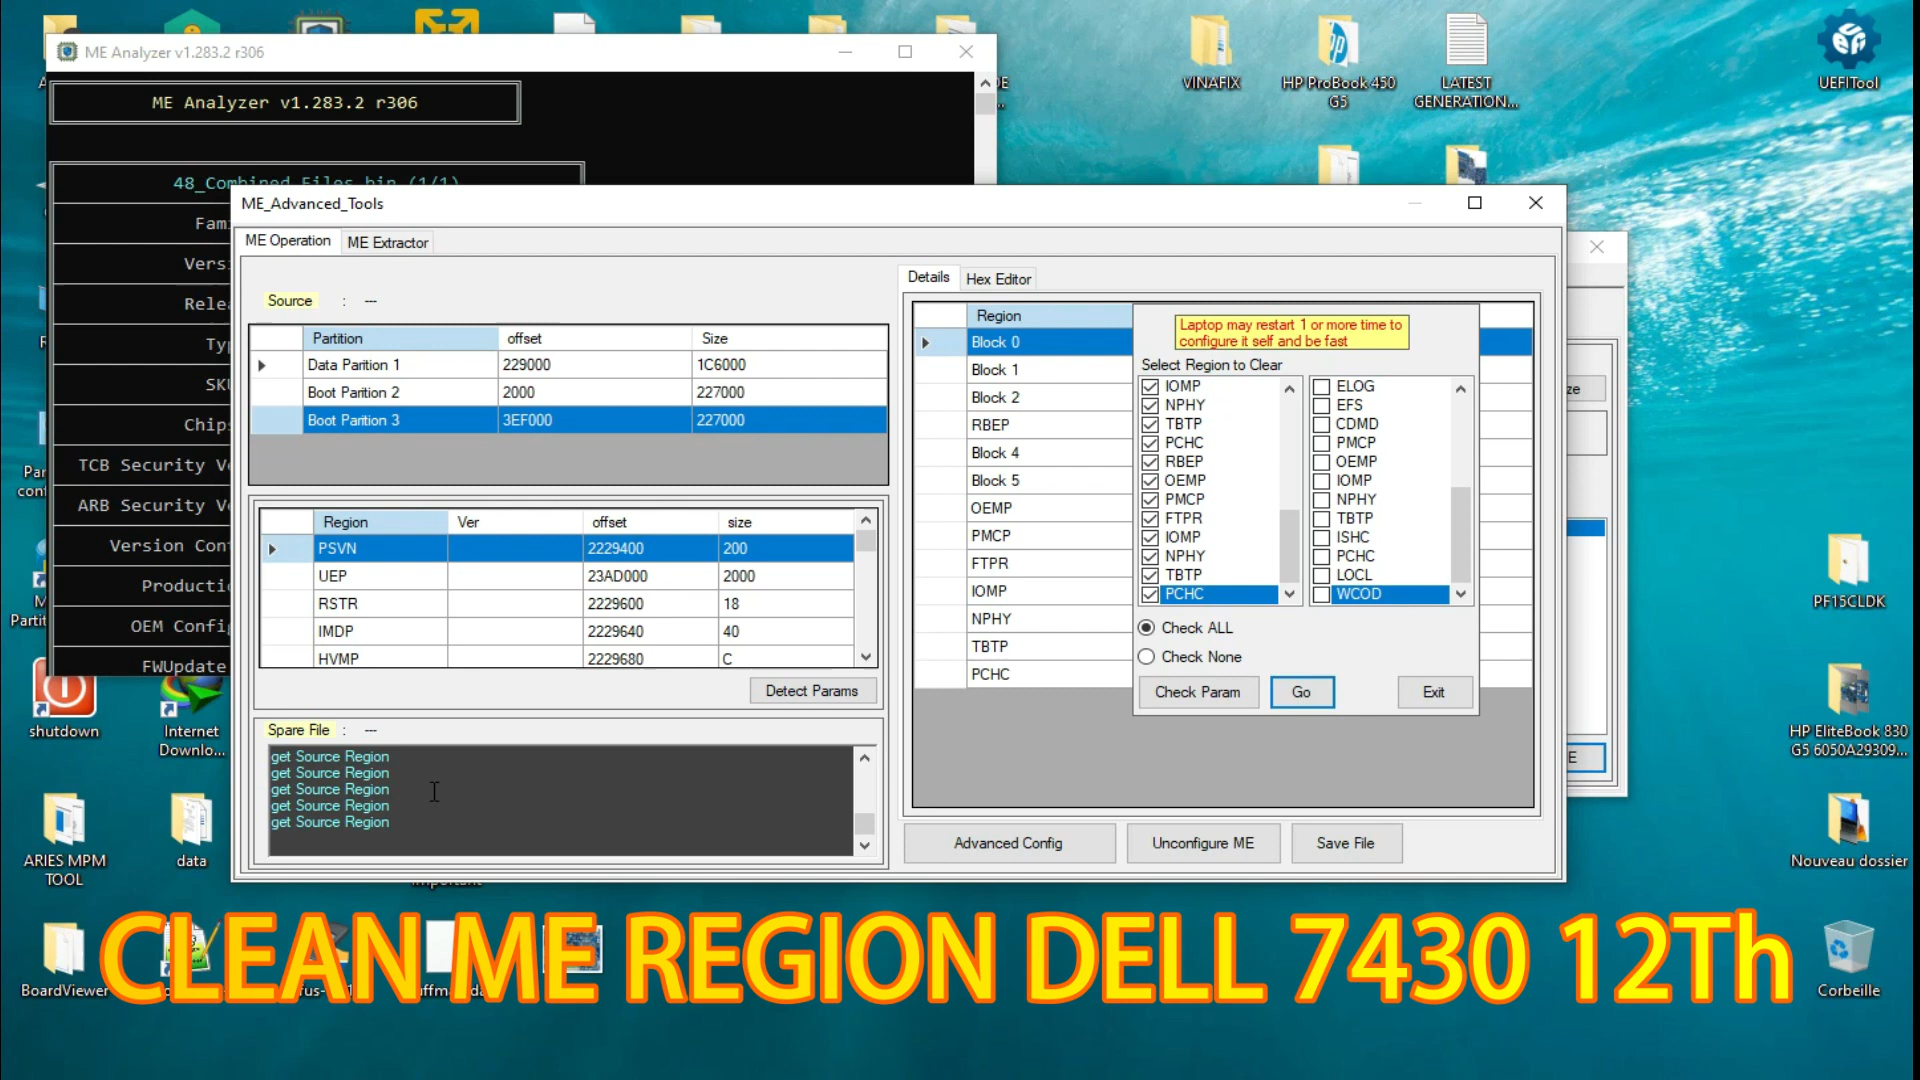 ME Analyzer v1.283.2 r306
ME Analyzer v1.283.2 r306
48_Combined_Files.bin (1/1)
Fam
Vers
Rele
Typ
SKU
Chip
TCB Security V
ARB Security V
Version Con
Producti
OEM Config
FWUpdate
VINAFIX
HP ProBook 450
G5
LATEST
GENERATION...
UEFITool
ME_Advanced_Tools
ME Operation
ME Extractor
Source : ---
Partition offset Size
Data Parition 1 229000 1C6000
Boot Parition 2 2000 227000
Boot Parition 3 3EF000 227000
Region Ver offset size
PSVN 2229400 200
UEP 23AD000 2000
RSTR 2229600 18
IMDP 2229640 40
HVMP 2229680 C
Detect Params
Spare File : ---
get Source Region
get Source Region
get Source Region
get Source Region
get Source Region
Details
Hex Editor
Region
Block 0
Block 1
Block 2
RBEP
Block 4
Block 5
OEMP
PMCP
FTPR
IOMP
NPHY
TBTP
PCHC
Laptop may restart 1 or more time to
configure it self and be fast
Select Region to Clear
IOMP
NPHY
TBTP
PCHC
RBEP
OEMP
PMCP
FTPR
IOMP
NPHY
TBTP
PCHC
ELOG
EFS
CDMD
PMCP
OEMP
IOMP
NPHY
TBTP
ISHC
PCHC
LOCL
WCOD
Check ALL
Check None
Check Param
Go
Exit
Advanced Config
Unconfigure ME
Save File
ze
E
shutdown
Internet
Downlo...
ARIES MPM
TOOL
data
BoardViewer
PF15CLDK
HP EliteBook 830
G5 6050A29309...
Nouveau dossier
Corbeille
CLEAN ME REGION DELL 7430 12Th